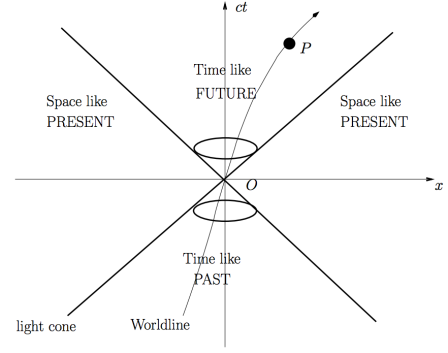 ct
P
Time like
FUTURE
Space like
PRESENT
Space like
PRESENT
O
x
Time like
PAST
light cone
Worldline